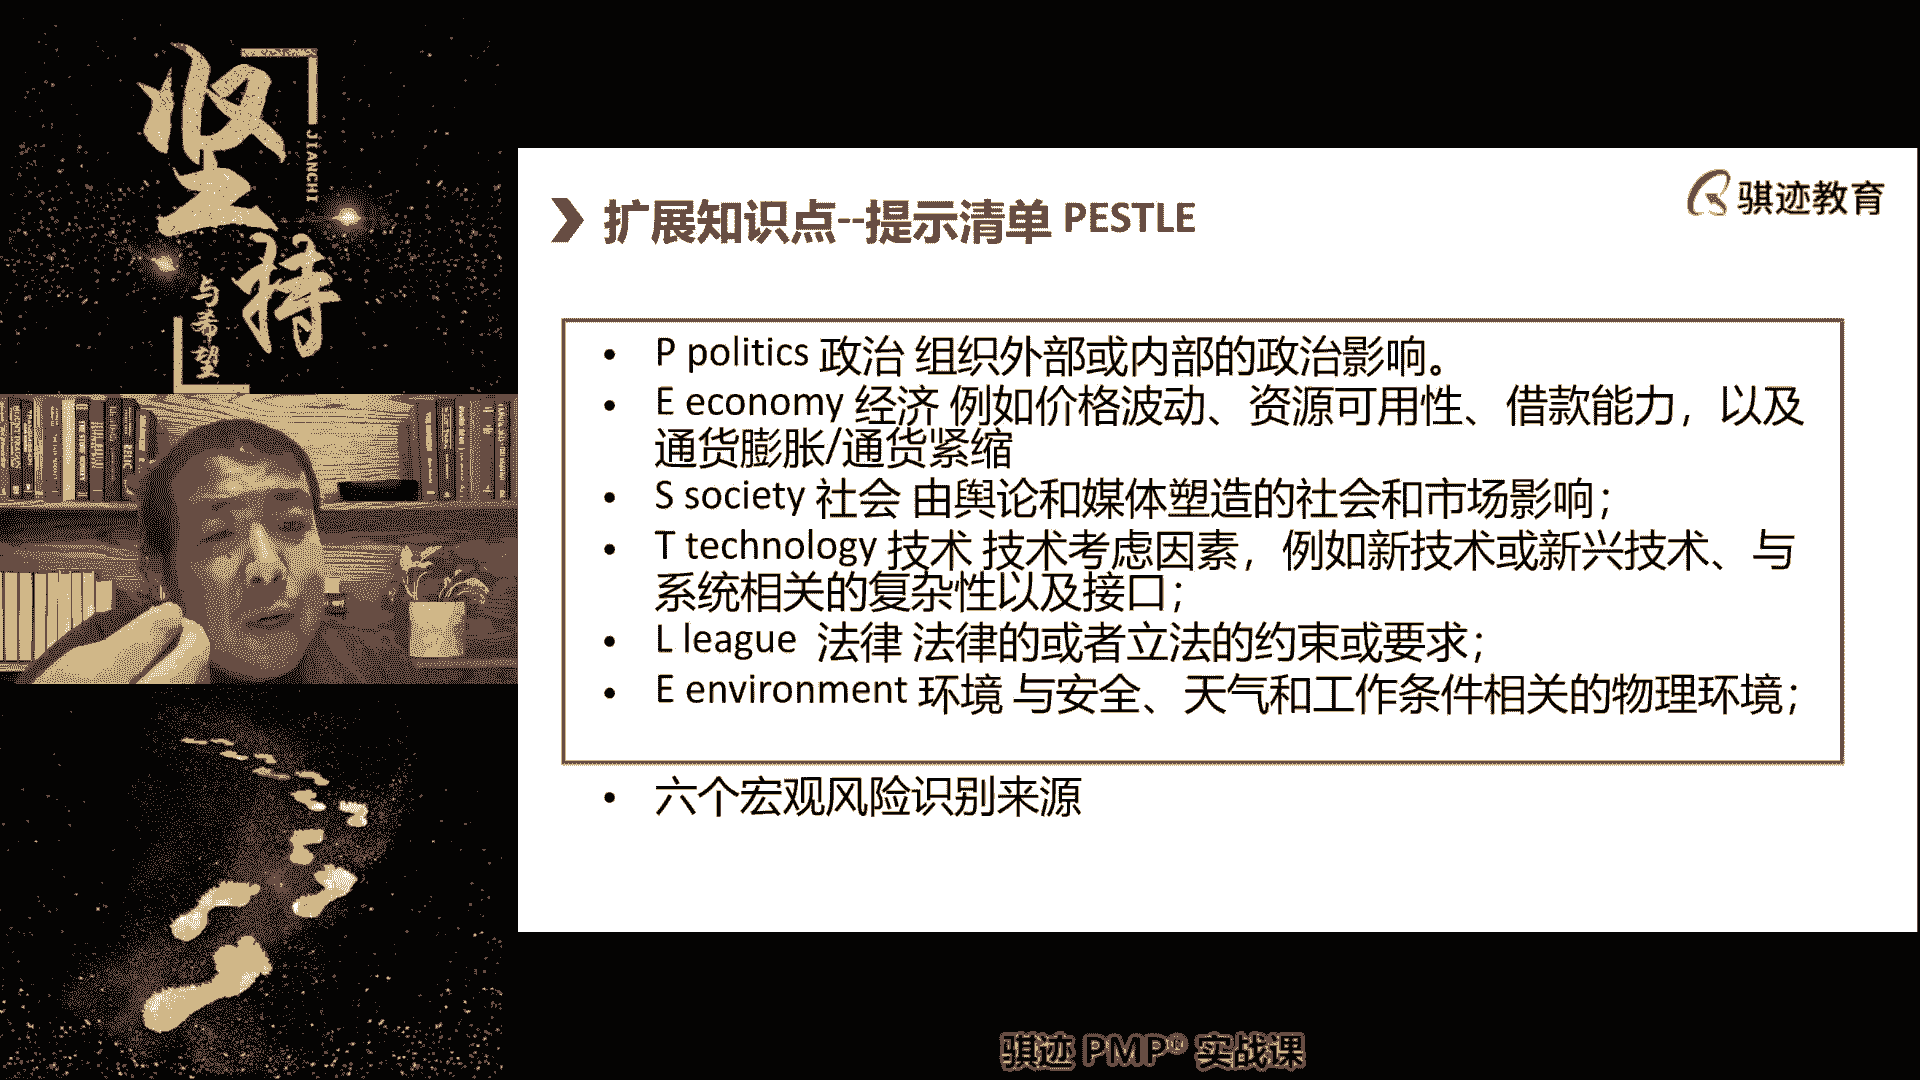 坚持
JIANCHI
与希望
骐迹教育
扩展知识点--提示清单 PESTLE
• P politics 政治 组织外部或内部的政治影响。
• E economy 经济 例如价格波动、资源可用性、借款能力，以及
通货膨胀/通货紧缩
• S society 社会 由舆论和媒体塑造的社会和市场影响；
• T technology 技术 技术考虑因素，例如新技术或新兴技术、与
系统相关的复杂性以及接口；
• L league 法律 法律的或者立法的约束或要求；
• E environment 环境 与安全、天气和工作条件相关的物理环境；
• 六个宏观风险识别来源
骐迹 PMP® 实战课